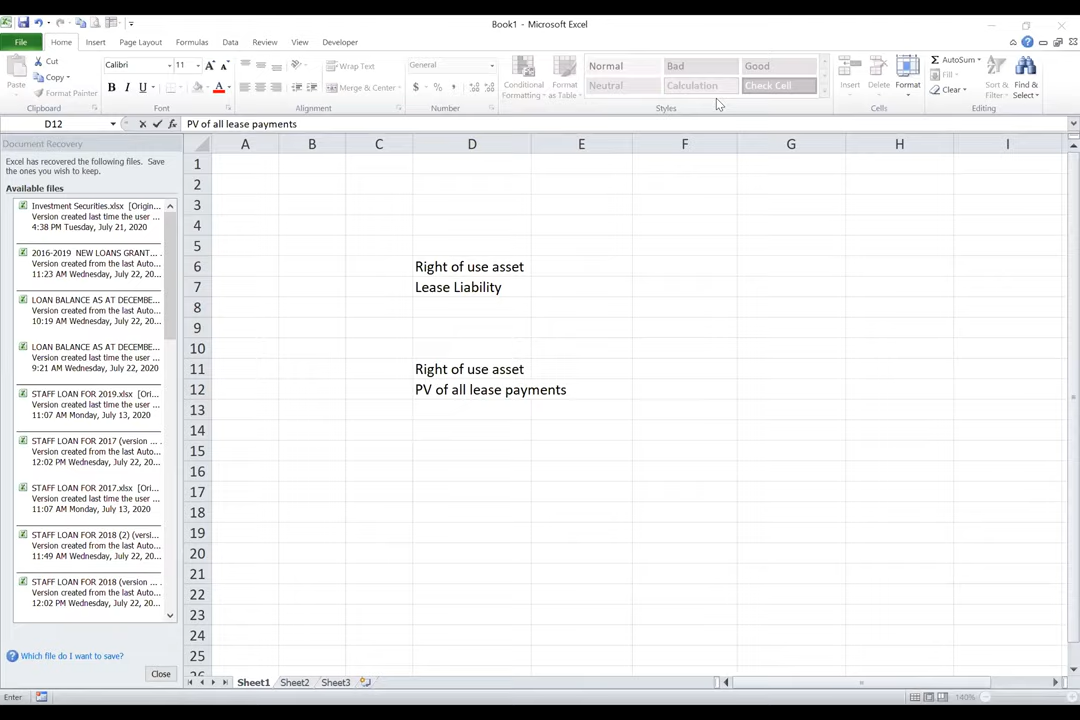 Book1 - Microsoft Excel
File Home Insert Page Layout Formulas Data Review View Developer
Paste
Cut
Copy
Format Painter
Clipboard
Calibri 11
B I U
Font
Wrap Text
Merge & Center
Alignment
General
$ % ,
Number
Conditional Formatting
Format as Table
Normal Bad Good
Neutral Calculation Check Cell
Styles
Insert Delete Format
Cells
AutoSum
Fill
Clear
Sort & Filter
Find & Select
Editing
D12 fx PV of all lease payments
Document Recovery
Excel has recovered the following files. Save
the ones you wish to keep.
Available files
Investment Securities.xlsx [Origin...
Version created last time the user ...
4:38 PM Tuesday, July 21, 2020
2016-2019 NEW LOANS GRANT...
Version created from the last Auto...
11:23 AM Wednesday, July 22, 20...
LOAN BALANCE AS AT DECEMBE...
Version created from the last Auto...
10:19 AM Wednesday, July 22, 20...
LOAN BALANCE AS AT DECEMBE...
Version created from the last Auto...
9:21 AM Wednesday, July 22, 20...
STAFF LOAN FOR 2019.xlsx [Ori...
Version created last time the user ...
11:07 AM Monday, July 13, 2020
STAFF LOAN FOR 2017 (version ...
Version created from the last Auto...
12:02 PM Wednesday, July 22, 20...
STAFF LOAN FOR 2017.xlsx [Ori...
Version created last time the user ...
11:07 AM Monday, July 13, 2020
STAFF LOAN FOR 2018 (2) (versi...
Version created from the last Auto...
11:49 AM Wednesday, July 22, 20...
STAFF LOAN FOR 2018 (version ...
Version created from the last Auto...
12:02 PM Wednesday, July 22, 20...
Which file do I want to save?
Close
A B C D E F G H I
1
2
3
4
5
6 Right of use asset
7 Lease Liability
8
9
10
11 Right of use asset
12 PV of all lease payments
13
14
15
16
17
18
19
20
21
22
23
24
25
26
Sheet1 Sheet2 Sheet3
Enter
140%